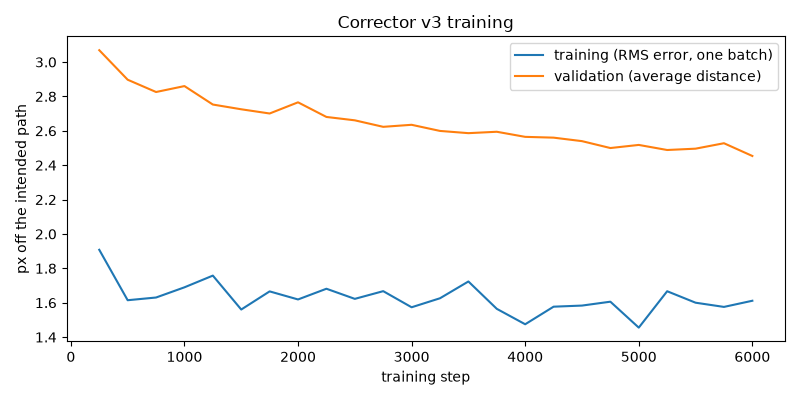 Corrector v3 training
training (RMS error, one batch)
validation (average distance)
px off the intended path
3.0
2.8
2.6
2.4
2.2
2.0
1.8
1.6
1.4
0 1000 2000 3000 4000 5000 6000
training step